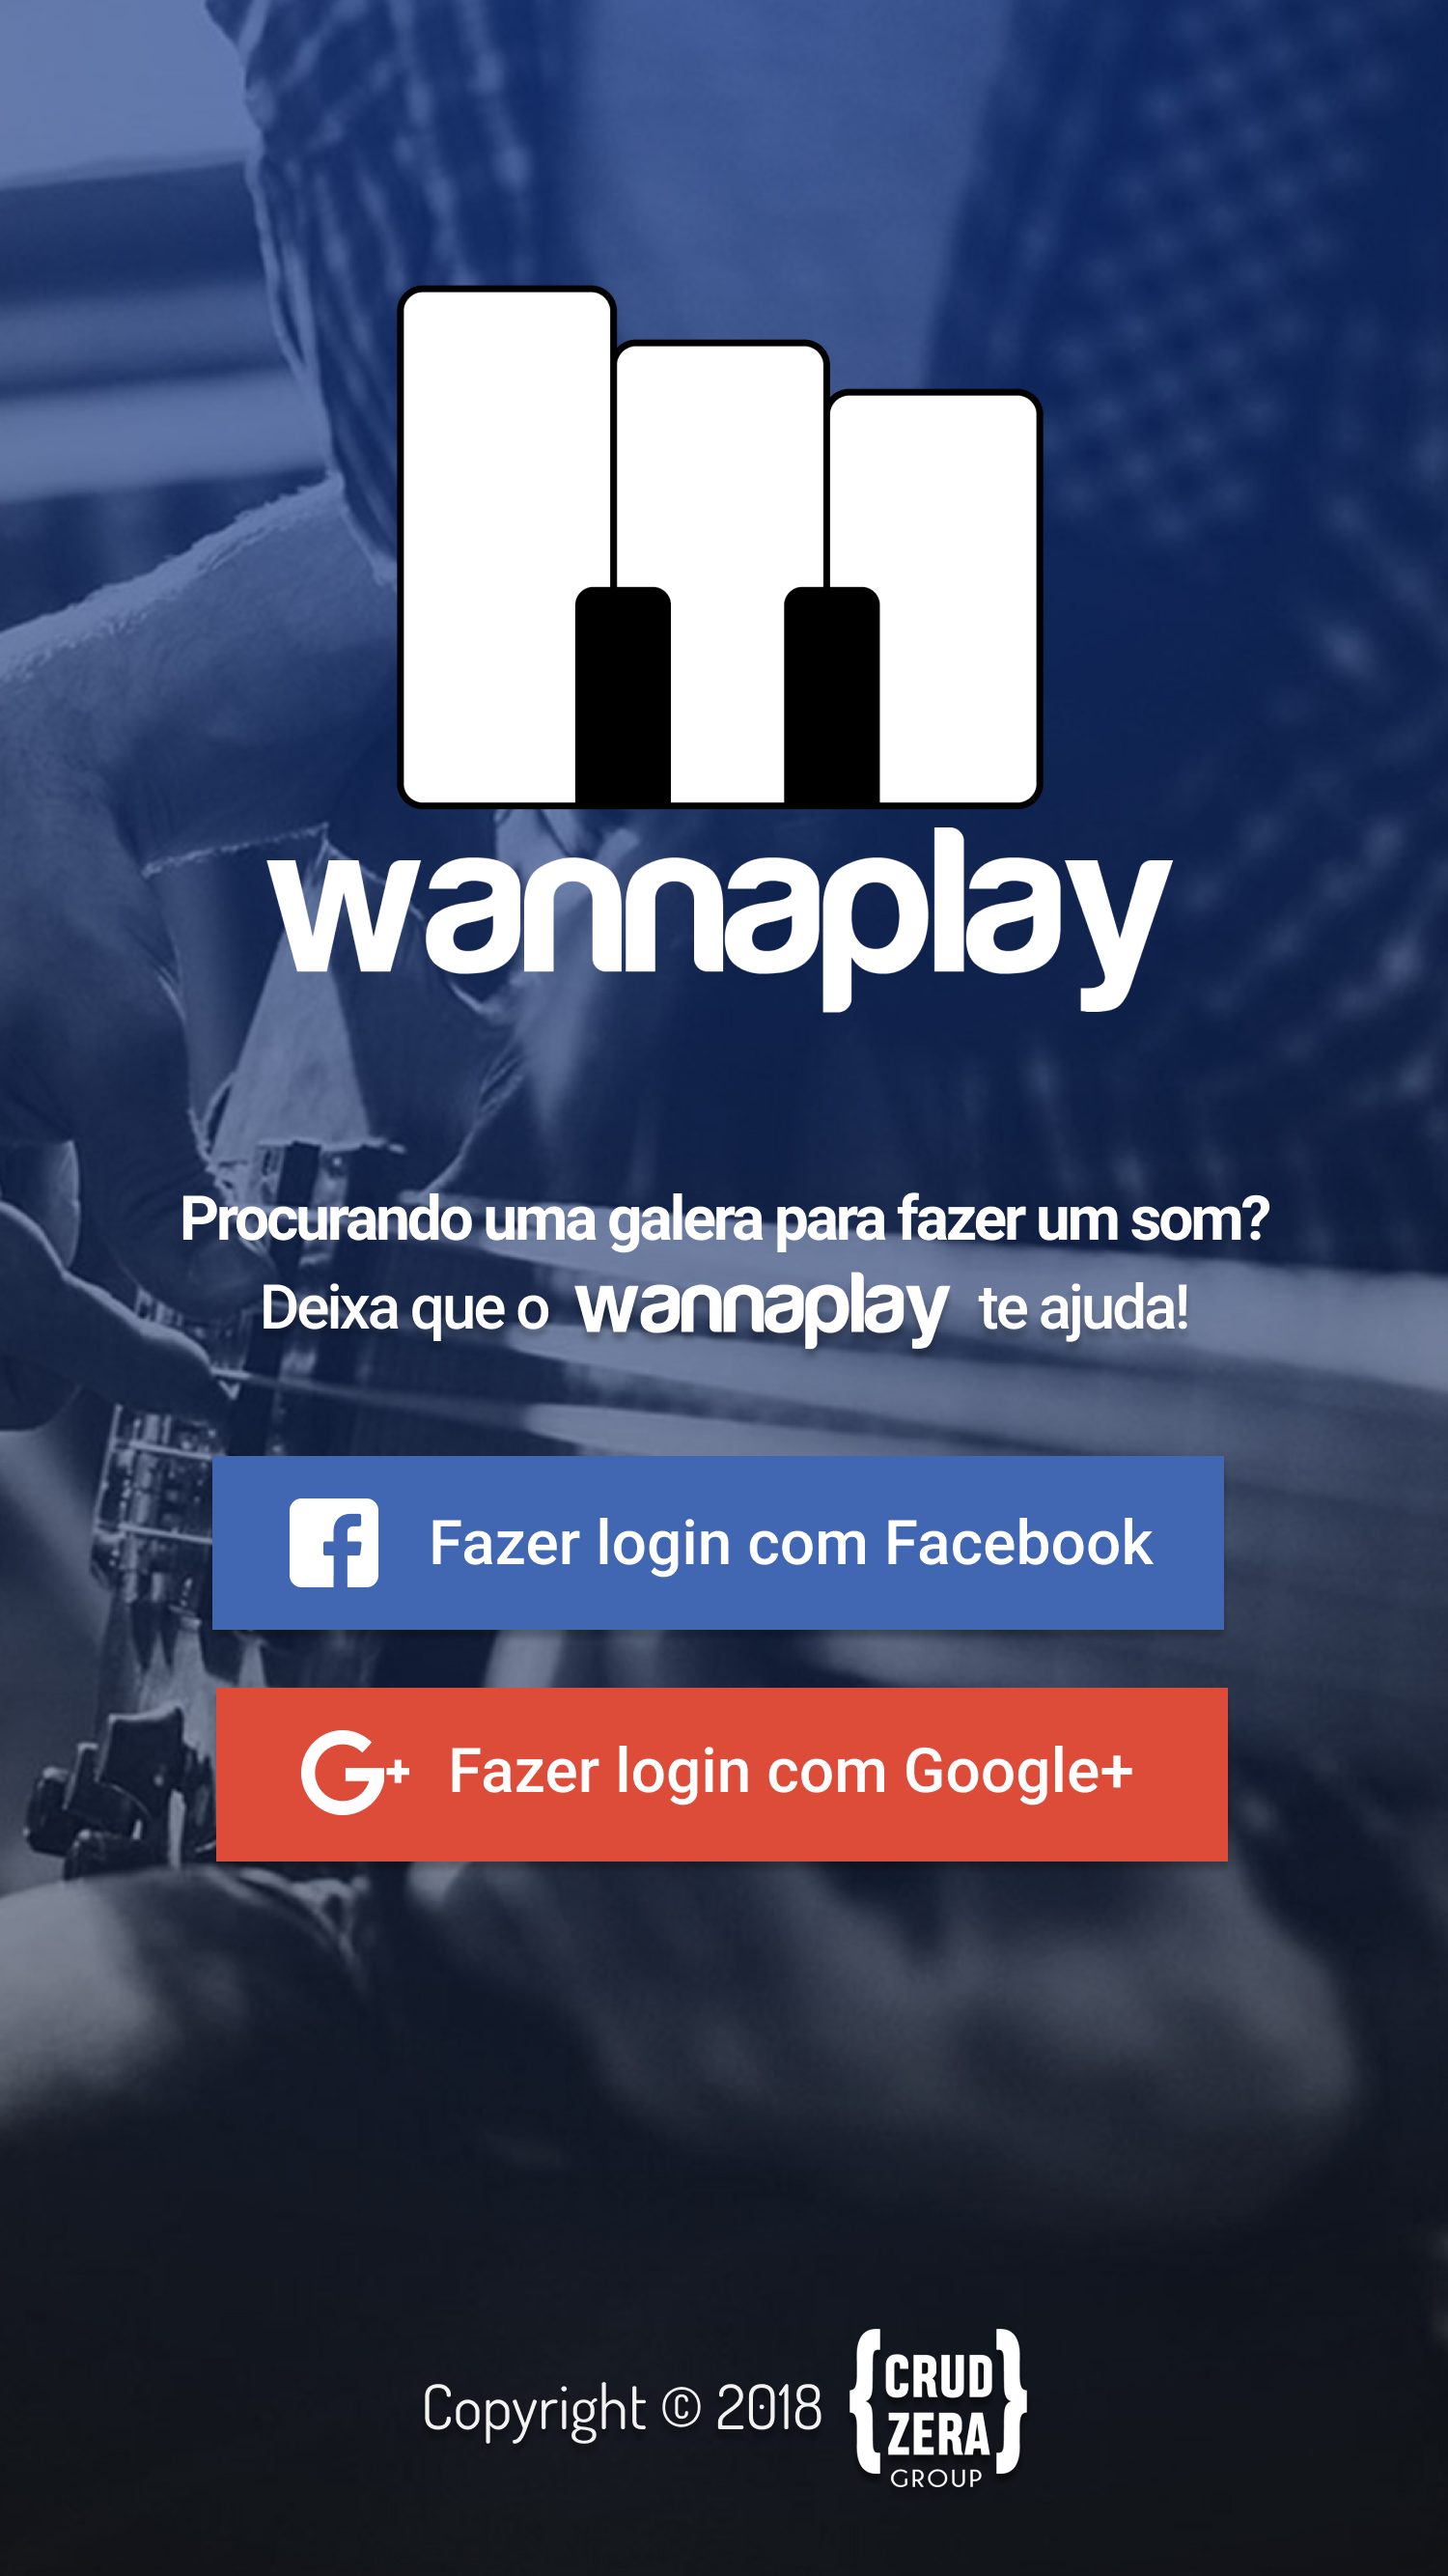 wannaplay
Procurando uma galera para fazer um som?
Deixa que o wannaplay te ajuda!
Fazer login com Facebook
G+ Fazer login com Google+
Copyright © 2018
{CRUD
ZERA}
GROUP